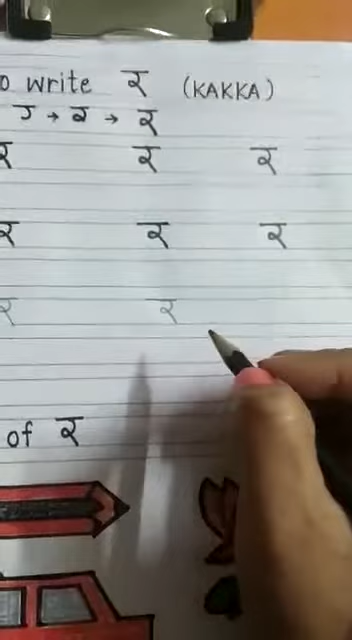 o write र (KAKKA)
र → र → र
र र र
र र र
र र
of र